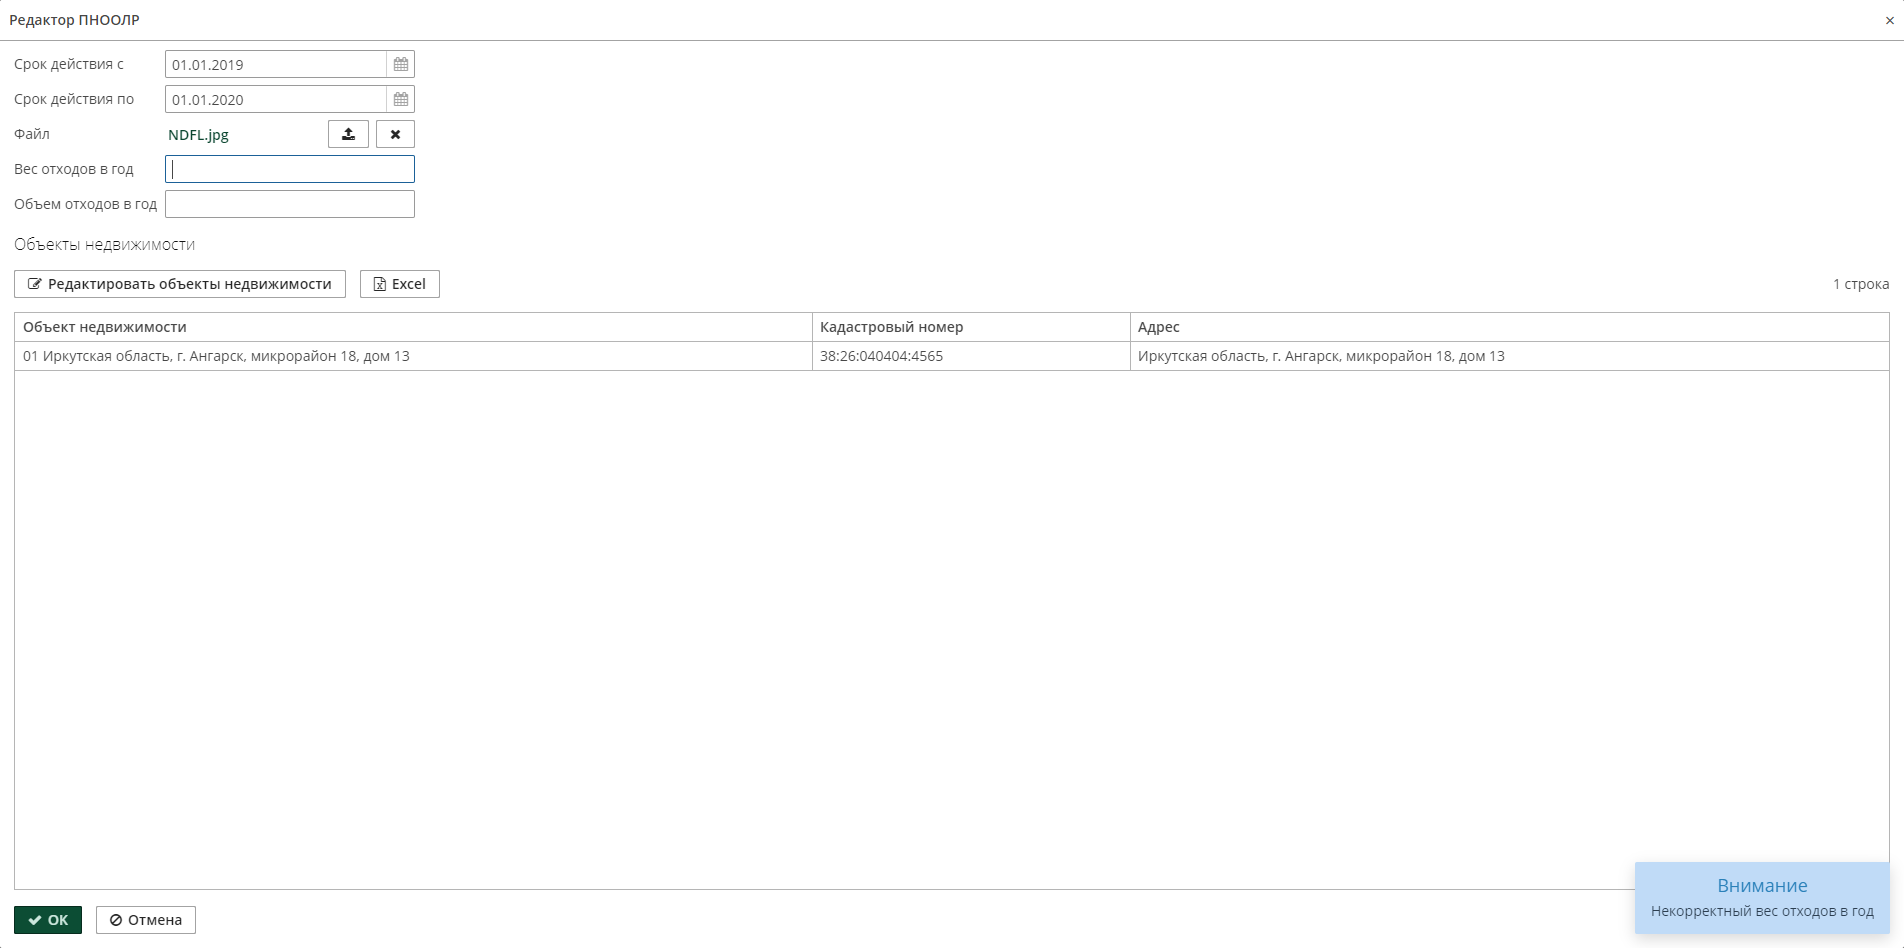 Редактор ПНООЛР
Срок действия с 01.01.2019
Срок действия по 01.01.2020
Файл NDFL.jpg
Вес отходов в год
Объем отходов в год
Объекты недвижимости
Редактировать объекты недвижимости Excel 1 строка
Объект недвижимости Кадастровый номер Адрес
01 Иркутская область, г. Ангарск, микрорайон 18, дом 13 38:26:040404:4565 Иркутская область, г. Ангарск, микрорайон 18, дом 13
Внимание
Некорректный вес отходов в год
OK Отмена